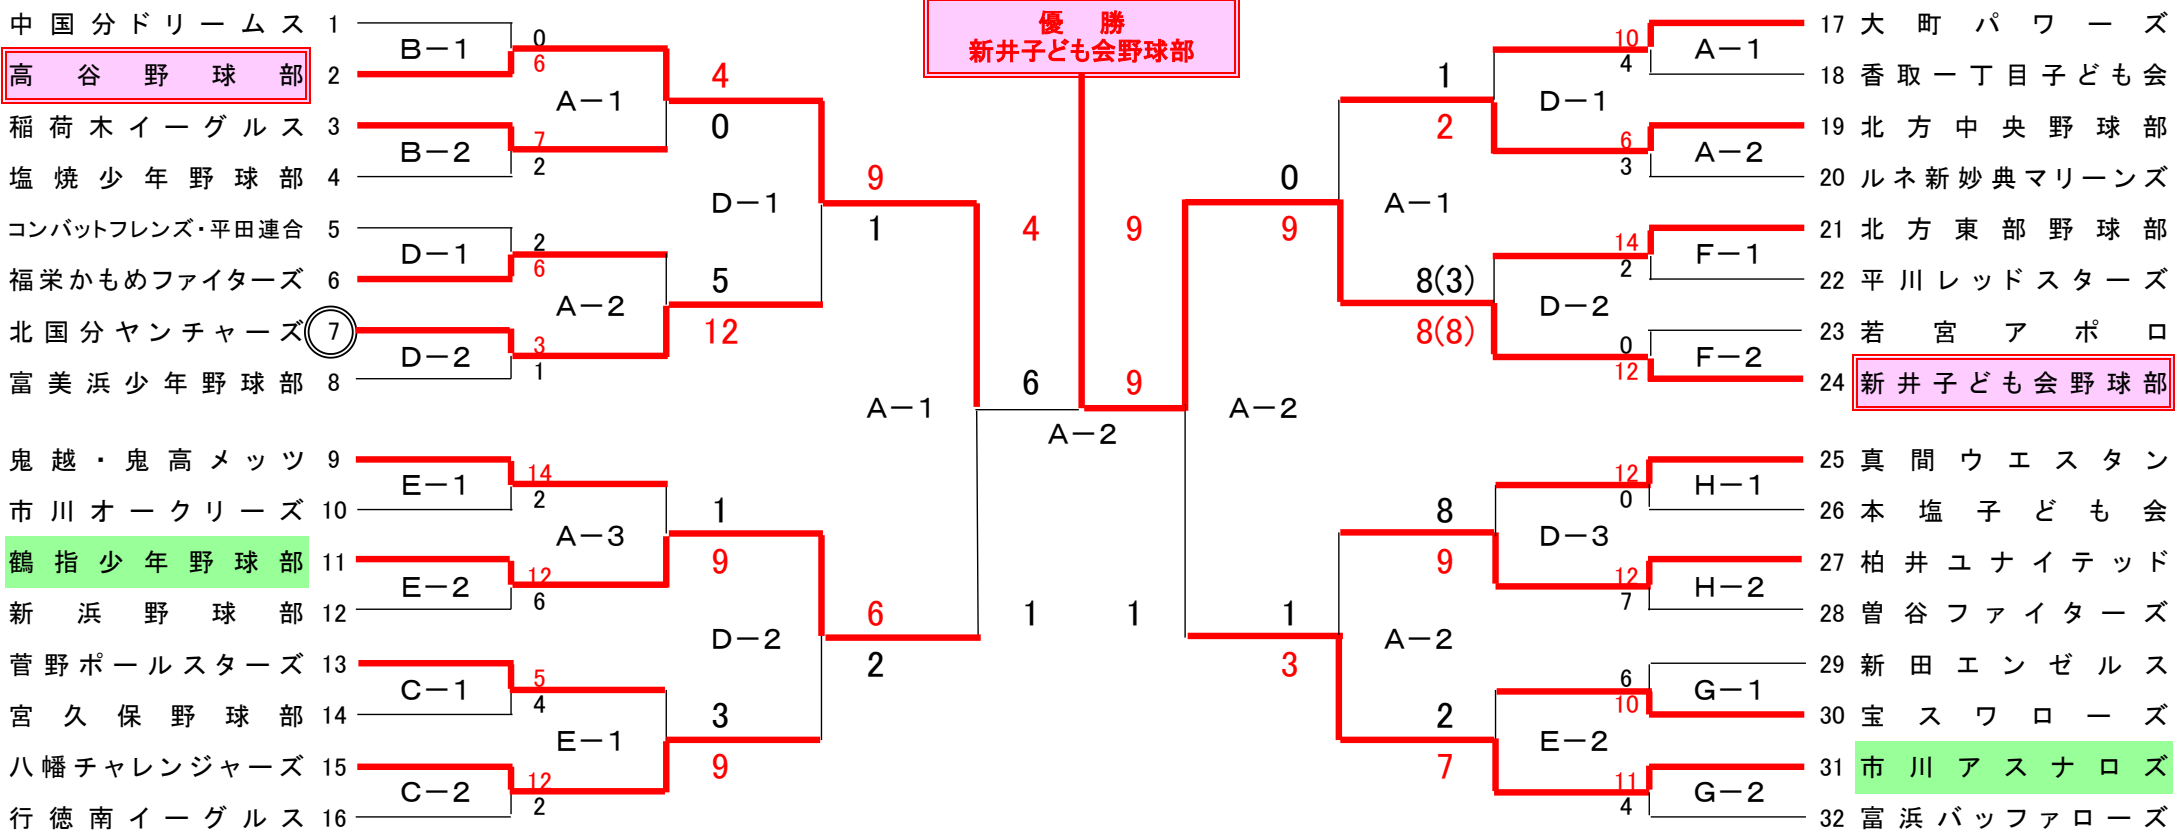 優 勝
新井子ども会野球部
中国分ドリームス 1
高谷野球部 2
稲荷木イーグルス 3
塩焼少年野球部 4
コンバットフレンズ・平田連合 5
福栄かもめファイターズ 6
北国分ヤンチャーズ 7
富美浜少年野球部 8
鬼越・鬼高メッツ 9
市川オークリーズ 10
鶴指少年野球部 11
新浜野球部 12
菅野ポールスターズ 13
宮久保野球部 14
八幡チャレンジャーズ 15
行徳南イーグルス 16
B-1
0
6
B-2
7
2
D-1
2
6
D-2
3
1
E-1
14
2
E-2
12
6
C-1
5
4
C-2
12
2
A-1
4
0
A-2
5
12
A-3
1
9
E-1
3
9
D-1
9
1
D-2
6
2
A-1
4
1
6
A-2
9
9
1
A-2
0
9
1
3
A-1
1
2
8(3)
8(8)
A-2
8
9
2
7
D-1
D-2
D-3
E-2
10
4
A-1
6
3
A-2
14
2
F-1
0
12
F-2
12
0
H-1
12
7
H-2
6
10
G-1
11
4
G-2
17 大町パワーズ
18 香取一丁目子ども会
19 北方中央野球部
20 ルネ新妙典マリーンズ
21 北方東部野球部
22 平川レッドスターズ
23 若宮アポロ
24 新井子ども会野球部
25 真間ウエスタン
26 本塩子ども会
27 柏井ユナイテッド
28 曽谷ファイターズ
29 新田エンゼルス
30 宝スワローズ
31 市川アスナロズ
32 富浜バッファローズ